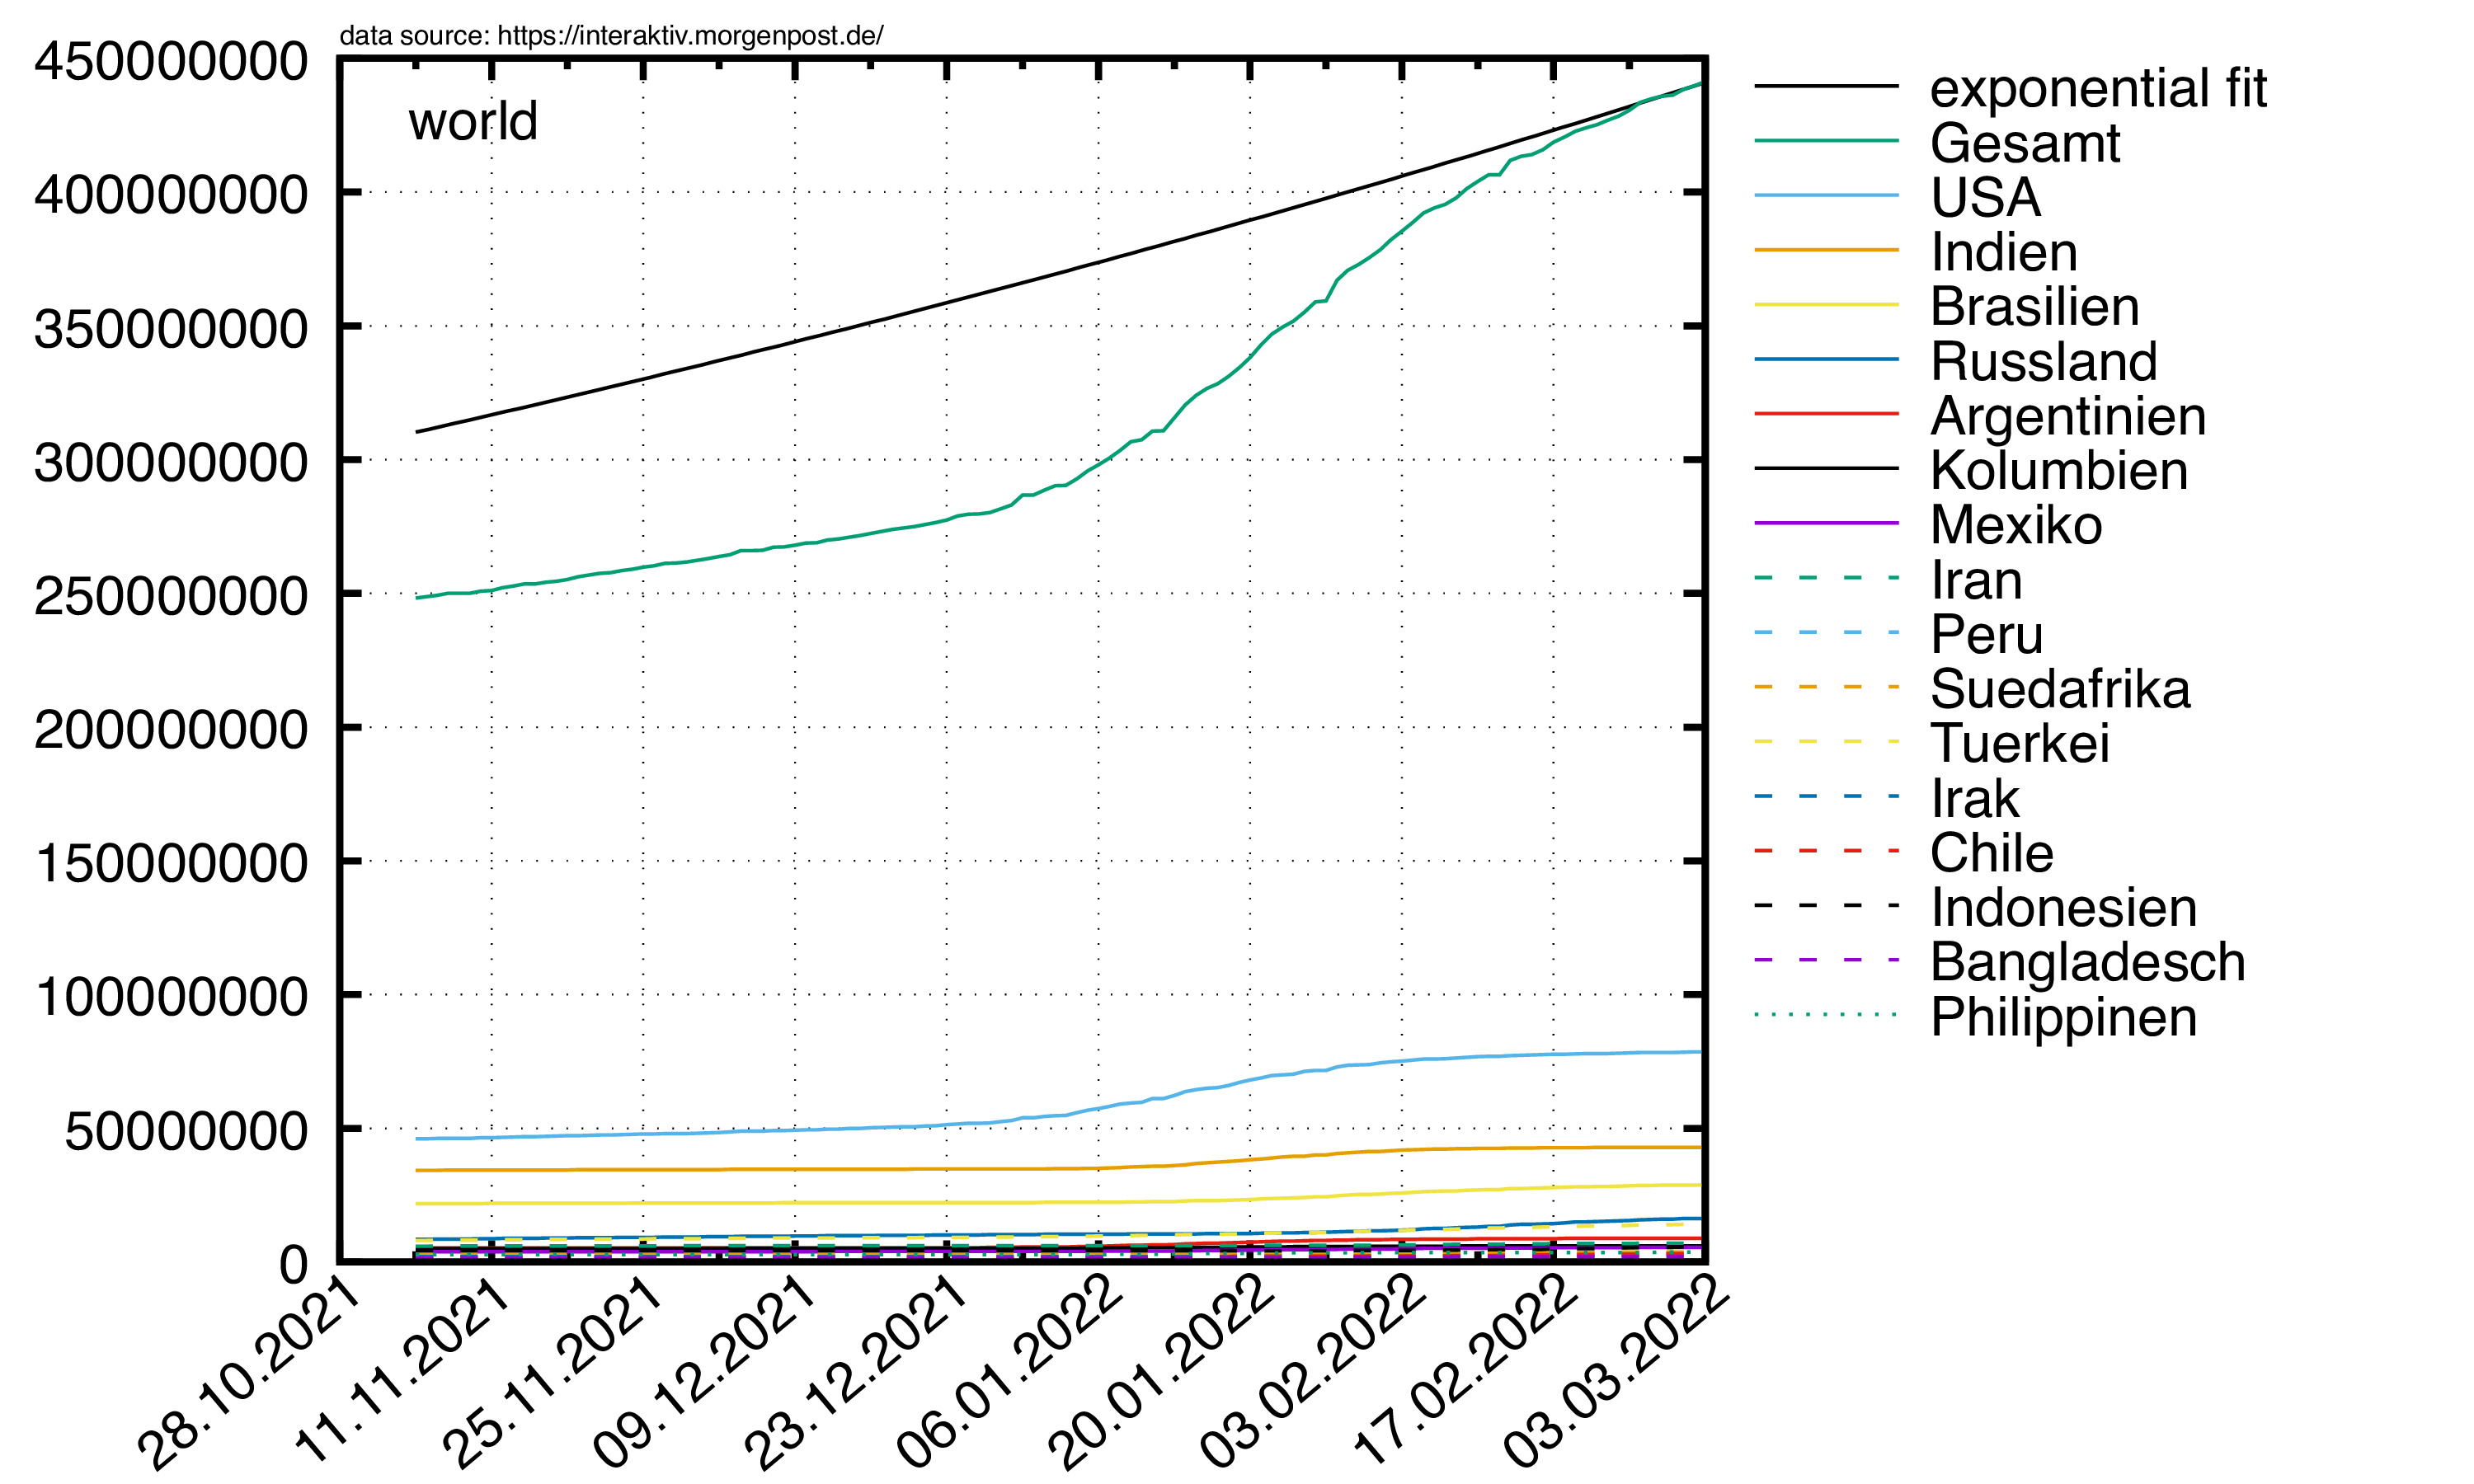 data source: https://interaktiv.morgenpost.de/
450000000
400000000
350000000
300000000
250000000
200000000
150000000
100000000
50000000
0
world
28.10.2021
11.11.2021
25.11.2021
09.12.2021
23.12.2021
06.01.2022
20.01.2022
03.02.2022
17.02.2022
03.03.2022
exponential fit
Gesamt
USA
Indien
Brasilien
Russland
Argentinien
Kolumbien
Mexiko
Iran
Peru
Suedafrika
Tuerkei
Irak
Chile
Indonesien
Bangladesch
Philippinen